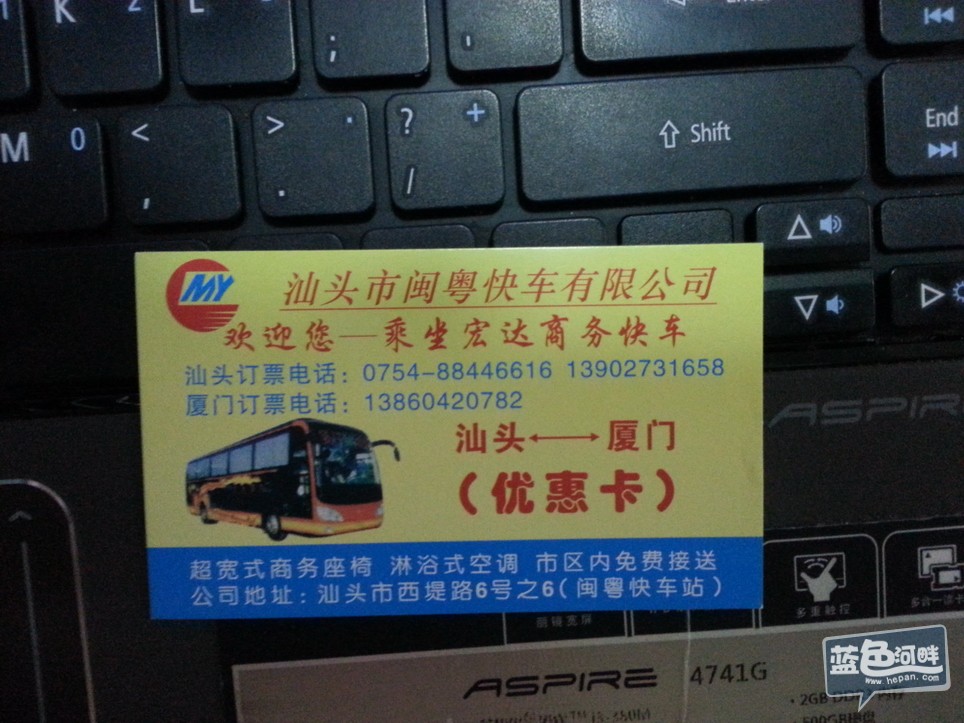 K 2
L
;
,
Enter
M 0
<
,
>
.
.
?
+
/
⇧ Shift
End
MY
汕头市闽粤快车有限公司
欢迎您—乘坐宏达商务快车
汕头订票电话：0754-88446616 13902731658
厦门订票电话：13860420782
汕头←→厦门
（优惠卡）
超宽式商务座椅 淋浴式空调 市区内免费接送
公司地址：汕头市西堤路6号之6（闽粤快车站）
ASPIRE
多重触控
ASPIRE 4741G
蓝色河畔
www.hepan.com